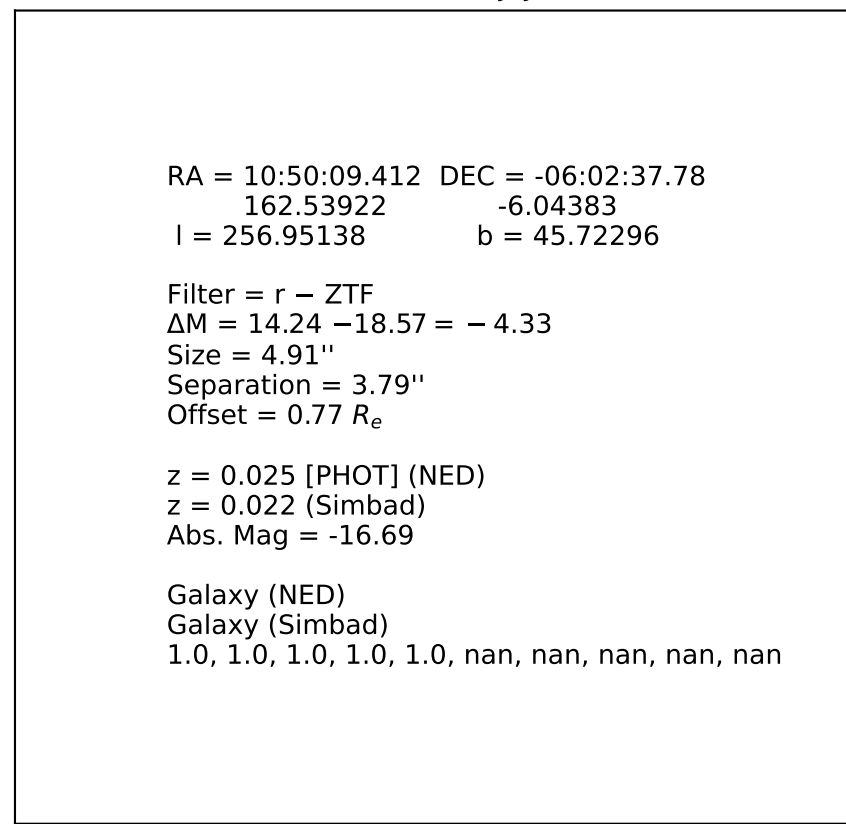 RA = 10:50:09.412 DEC = -06:02:37.78
162.53922 -6.04383
l = 256.95138 b = 45.72296
Filter = r − ZTF
ΔM = 14.24 −18.57 = − 4.33
Size = 4.91''
Separation = 3.79''
Offset = 0.77 Re
z = 0.025 [PHOT] (NED)
z = 0.022 (Simbad)
Abs. Mag = -16.69
Galaxy (NED)
Galaxy (Simbad)
1.0, 1.0, 1.0, 1.0, 1.0, nan, nan, nan, nan, nan